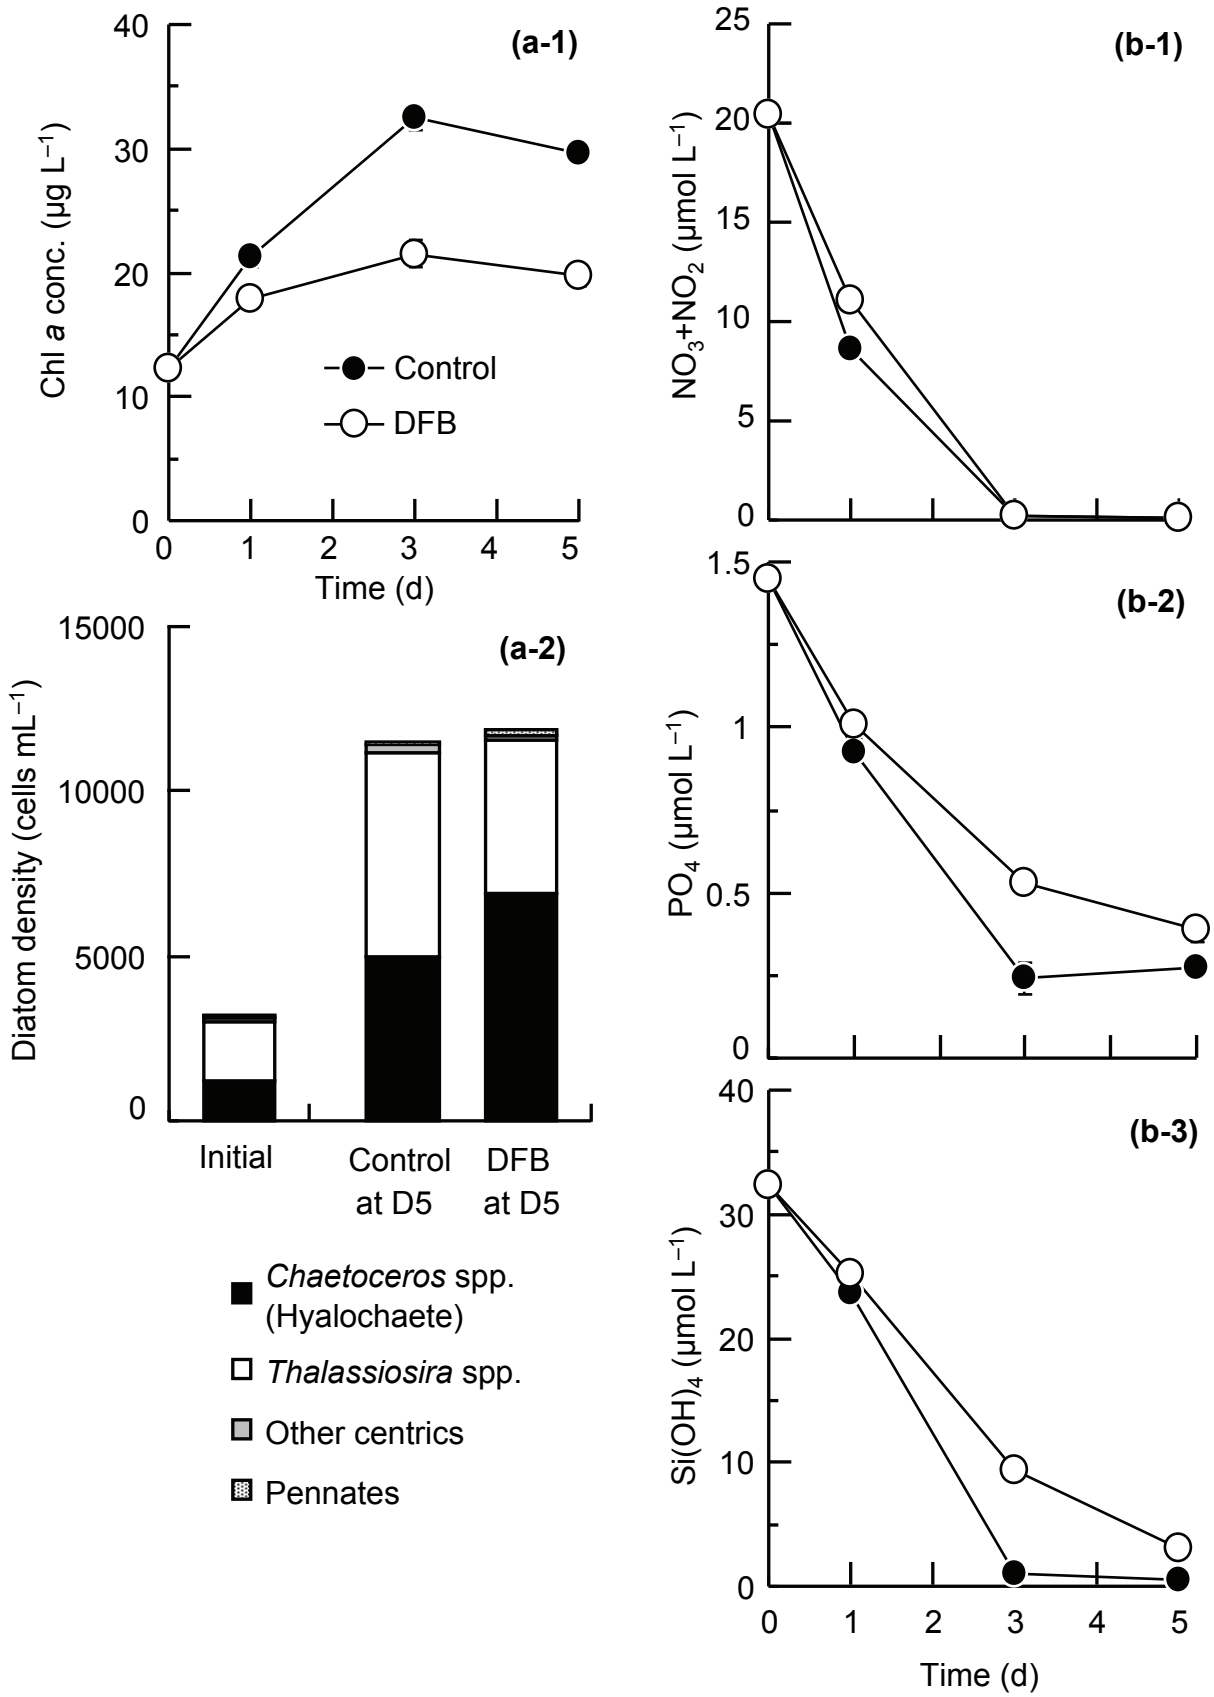 (a-1)
40
30
20
10
0
Chl a conc. (µg L⁻¹)
Control
DFB
0 1 2 3 4 5
Time (d)
(a-2)
15000
10000
5000
0
Diatom density (cells mL⁻¹)
Initial
Control
at D5
DFB
at D5
Chaetoceros spp.
(Hyalochaete)
Thalassiosira spp.
Other centrics
Pennates
(b-1)
25
20
15
10
5
0
NO₃+NO₂ (µmol L⁻¹)
(b-2)
1.5
1
0.5
0
PO₄ (µmol L⁻¹)
(b-3)
40
30
20
10
0
Si(OH)₄ (µmol L⁻¹)
0 1 2 3 4 5
Time (d)